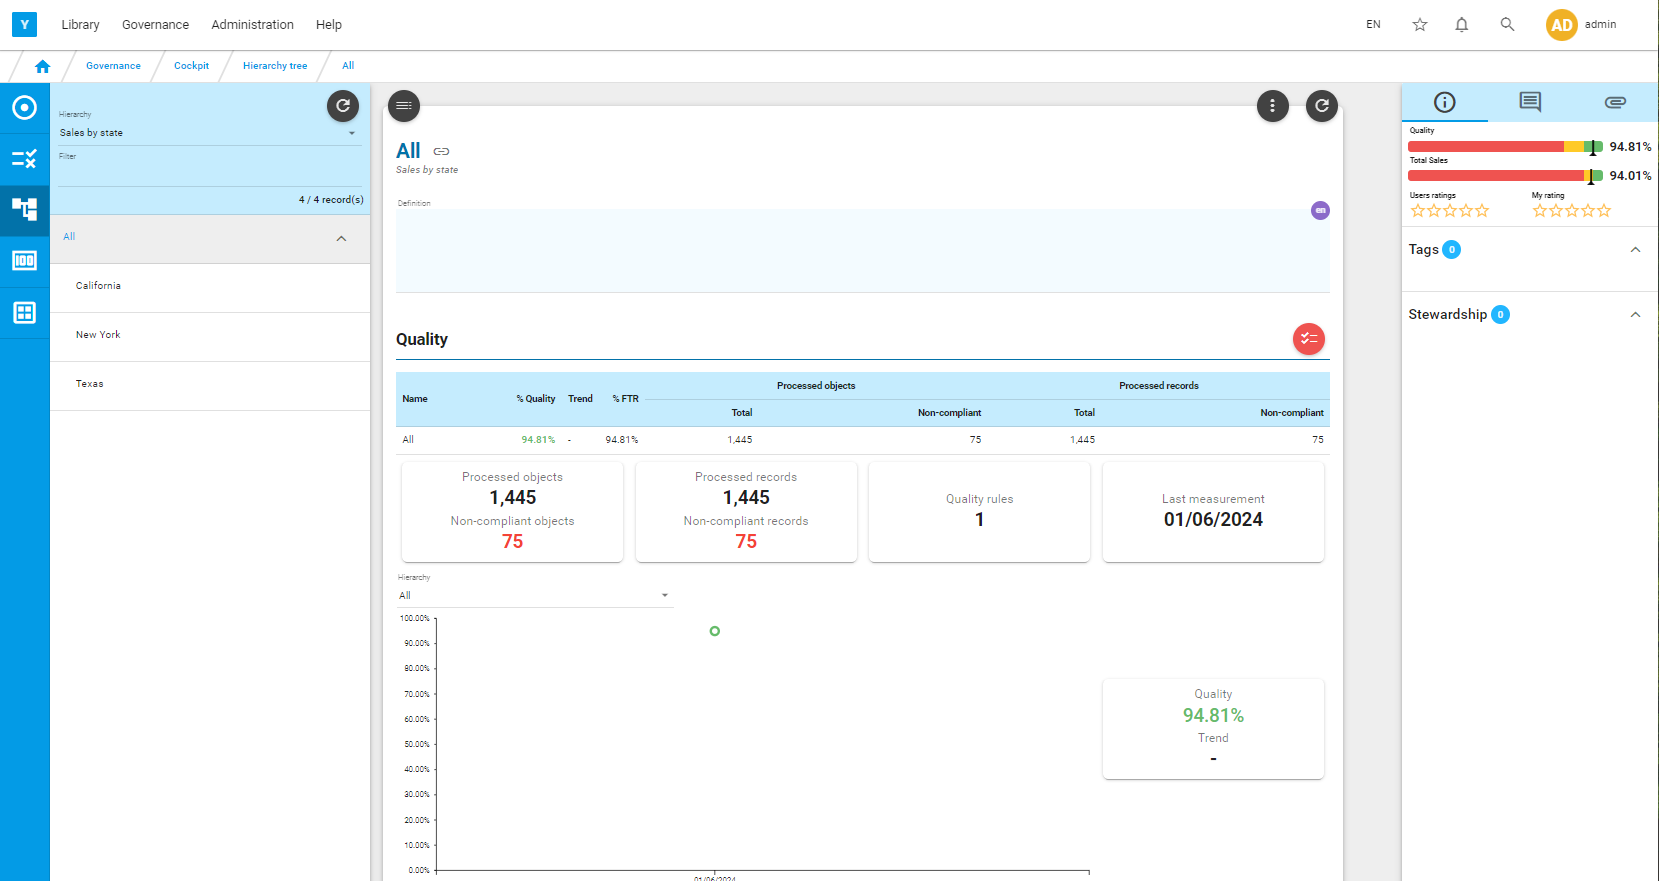 Y Library Governance Administration Help EN AD admin
Governance Cockpit Hierarchy tree All
Hierarchy
Sales by state
Filter
4 / 4 record(s)
All
California
New York
Texas
All
Sales by state
Definition
en
Quality
Name % Quality Trend % FTR Processed objects Processed records
Total Non-compliant Total Non-compliant
All 94.81% - 94.81% 1,445 75 1,445 75
Processed objects
1,445
Non-compliant objects
75
Processed records
1,445
Non-compliant records
75
Quality rules
1
Last measurement
01/06/2024
Hierarchy
All
100.00%
90.00%
80.00%
70.00%
60.00%
50.00%
40.00%
30.00%
20.00%
10.00%
0.00%
01/06/2024
Quality
94.81%
Trend
-
Quality
94.81%
Total Sales
94.01%
Users ratings My rating
Tags 0
Stewardship 0